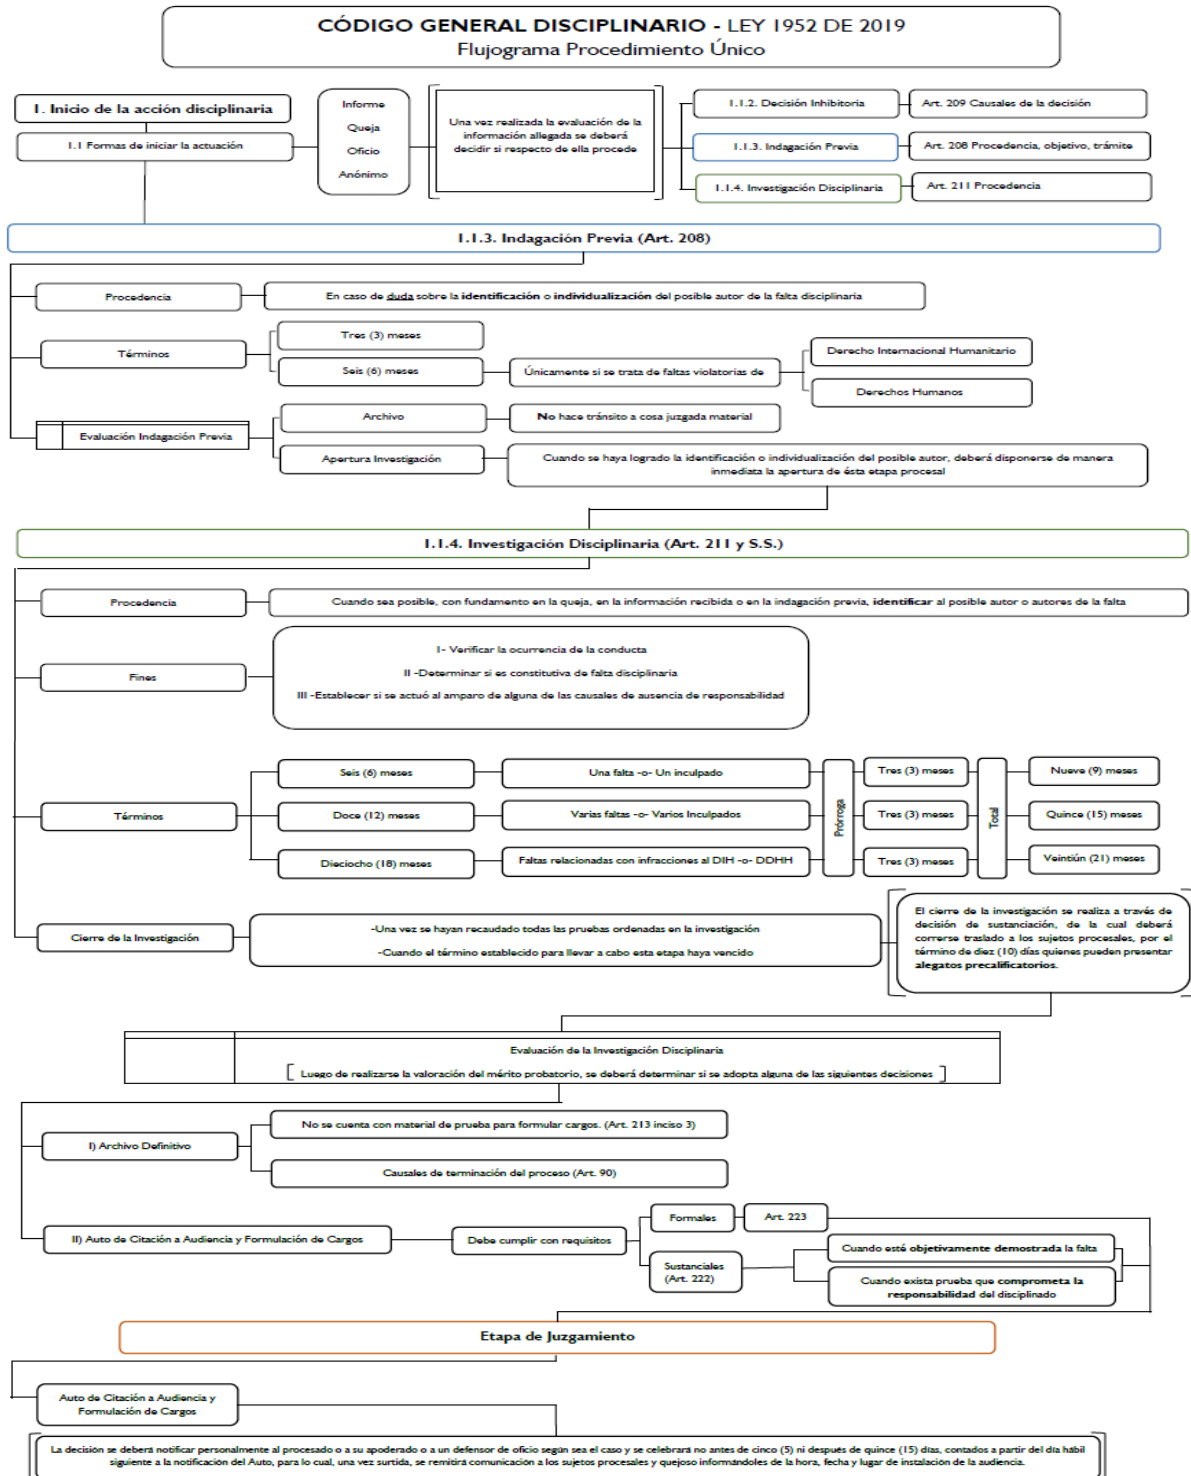 CÓDIGO GENERAL DISCIPLINARIO - LEY 1952 DE 2019
Flujograma Procedimiento Único
1. Inicio de la acción disciplinaria
1.1 Formas de iniciar la actuación
Informe
Queja
Oficio
Anónimo
Una vez realizada la evaluación de la
información allegada se deberá
decidir si respecto de ella procede
1.1.2. Decisión Inhibitoria
Art. 209 Causales de la decisión
1.1.3. Indagación Previa
Art. 208 Procedencia, objetivo, trámite
1.1.4. Investigación Disciplinaria
Art. 211 Procedencia
1.1.3. Indagación Previa (Art. 208)
Procedencia
En caso de duda sobre la identificación o individualización del posible autor de la falta disciplinaria
Términos
Tres (3) meses
Seis (6) meses
Únicamente si se trata de faltas violatorias de
Derecho Internacional Humanitario
Derechos Humanos
Evaluación Indagación Previa
Archivo
No hace tránsito a cosa juzgada material
Apertura Investigación
Cuando se haya logrado la identificación o individualización del posible autor, deberá disponerse de manera
inmediata la apertura de ésta etapa procesal
1.1.4. Investigación Disciplinaria (Art. 211 y S.S.)
Procedencia
Cuando sea posible, con fundamento en la queja, en la información recibida o en la indagación previa, identificar al posible autor o autores de la falta
Fines
I- Verificar la ocurrencia de la conducta
II -Determinar si es constitutiva de falta disciplinaria
III -Establecer si se actuó al amparo de alguna de las causales de ausencia de responsabilidad
Términos
Seis (6) meses
Una falta -o- Un inculpado
Doce (12) meses
Varias faltas -o- Varios Inculpados
Dieciocho (18) meses
Faltas relacionadas con infracciones al DIH -o- DDHH
Prórroga
Tres (3) meses
Tres (3) meses
Tres (3) meses
Total
Nueve (9) meses
Quince (15) meses
Veintiún (21) meses
Cierre de la Investigación
-Una vez se hayan recaudado todas las pruebas ordenadas en la investigación
-Cuando el término establecido para llevar a cabo esta etapa haya vencido
El cierre de la investigación se realiza a través de
decisión de sustanciación, de la cual deberá
correrse traslado a los sujetos procesales, por el
término de diez (10) días quienes pueden presentar
alegatos precalificatorios.
Evaluación de la Investigación Disciplinaria
Luego de realizarse la valoración del mérito probatorio, se deberá determinar si se adopta alguna de las siguientes decisiones
I) Archivo Definitivo
No se cuenta con material de prueba para formular cargos. (Art. 213 inciso 3)
Causales de terminación del proceso (Art. 90)
II) Auto de Citación a Audiencia y Formulación de Cargos
Debe cumplir con requisitos
Formales
Art. 223
Sustanciales
(Art. 222)
Cuando esté objetivamente demostrada la falta
Cuando exista prueba que comprometa la
responsabilidad del disciplinado
Etapa de Juzgamiento
Auto de Citación a Audiencia y
Formulación de Cargos
La decisión se deberá notificar personalmente al procesado o a su apoderado o a un defensor de oficio según sea el caso y se celebrará no antes de cinco (5) ni después de quince (15) días, contados a partir del día hábil
siguiente a la notificación del Auto, para lo cual, una vez surtida, se remitirá comunicación a los sujetos procesales y quejoso informándoles de la hora, fecha y lugar de instalación de la audiencia.